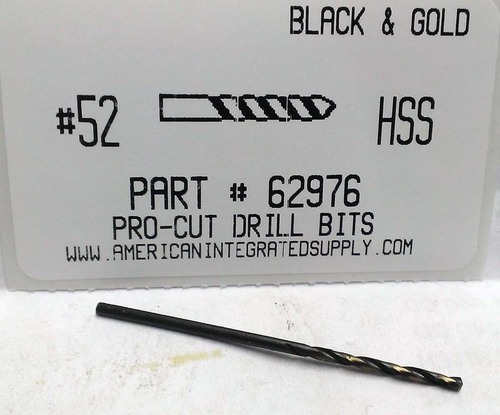 BLACK & GOLD
#52
HSS
PART # 62976
PRO-CUT DRILL BITS
WWW.AMERICANINTEGRATEDSUPPLY.COM